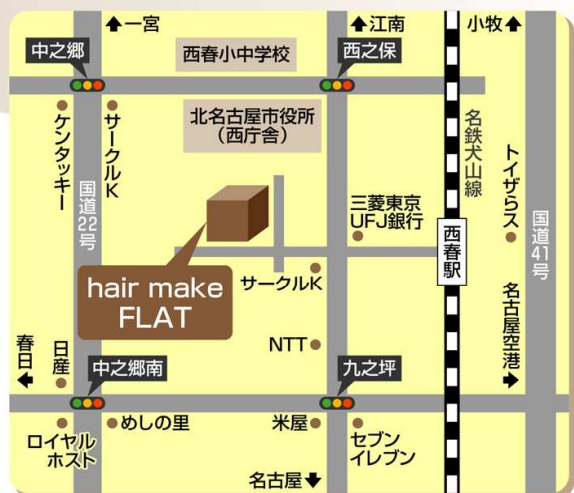 ↑一宮
↑江南
小牧↑
中之郷
西春小中学校
西之保
ケンタッキー
サークルK
北名古屋市役所
（西庁舎）
名鉄犬山線
トイザらス
国道22号
三菱東京
UFJ銀行
西春駅
国道41号
hair make
FLAT
サークルK
名古屋空港
→
春日
←
日産
中之郷南
NTT
九之坪
ロイヤル
ホスト
めしの里
米屋
セブン
イレブン
名古屋↓